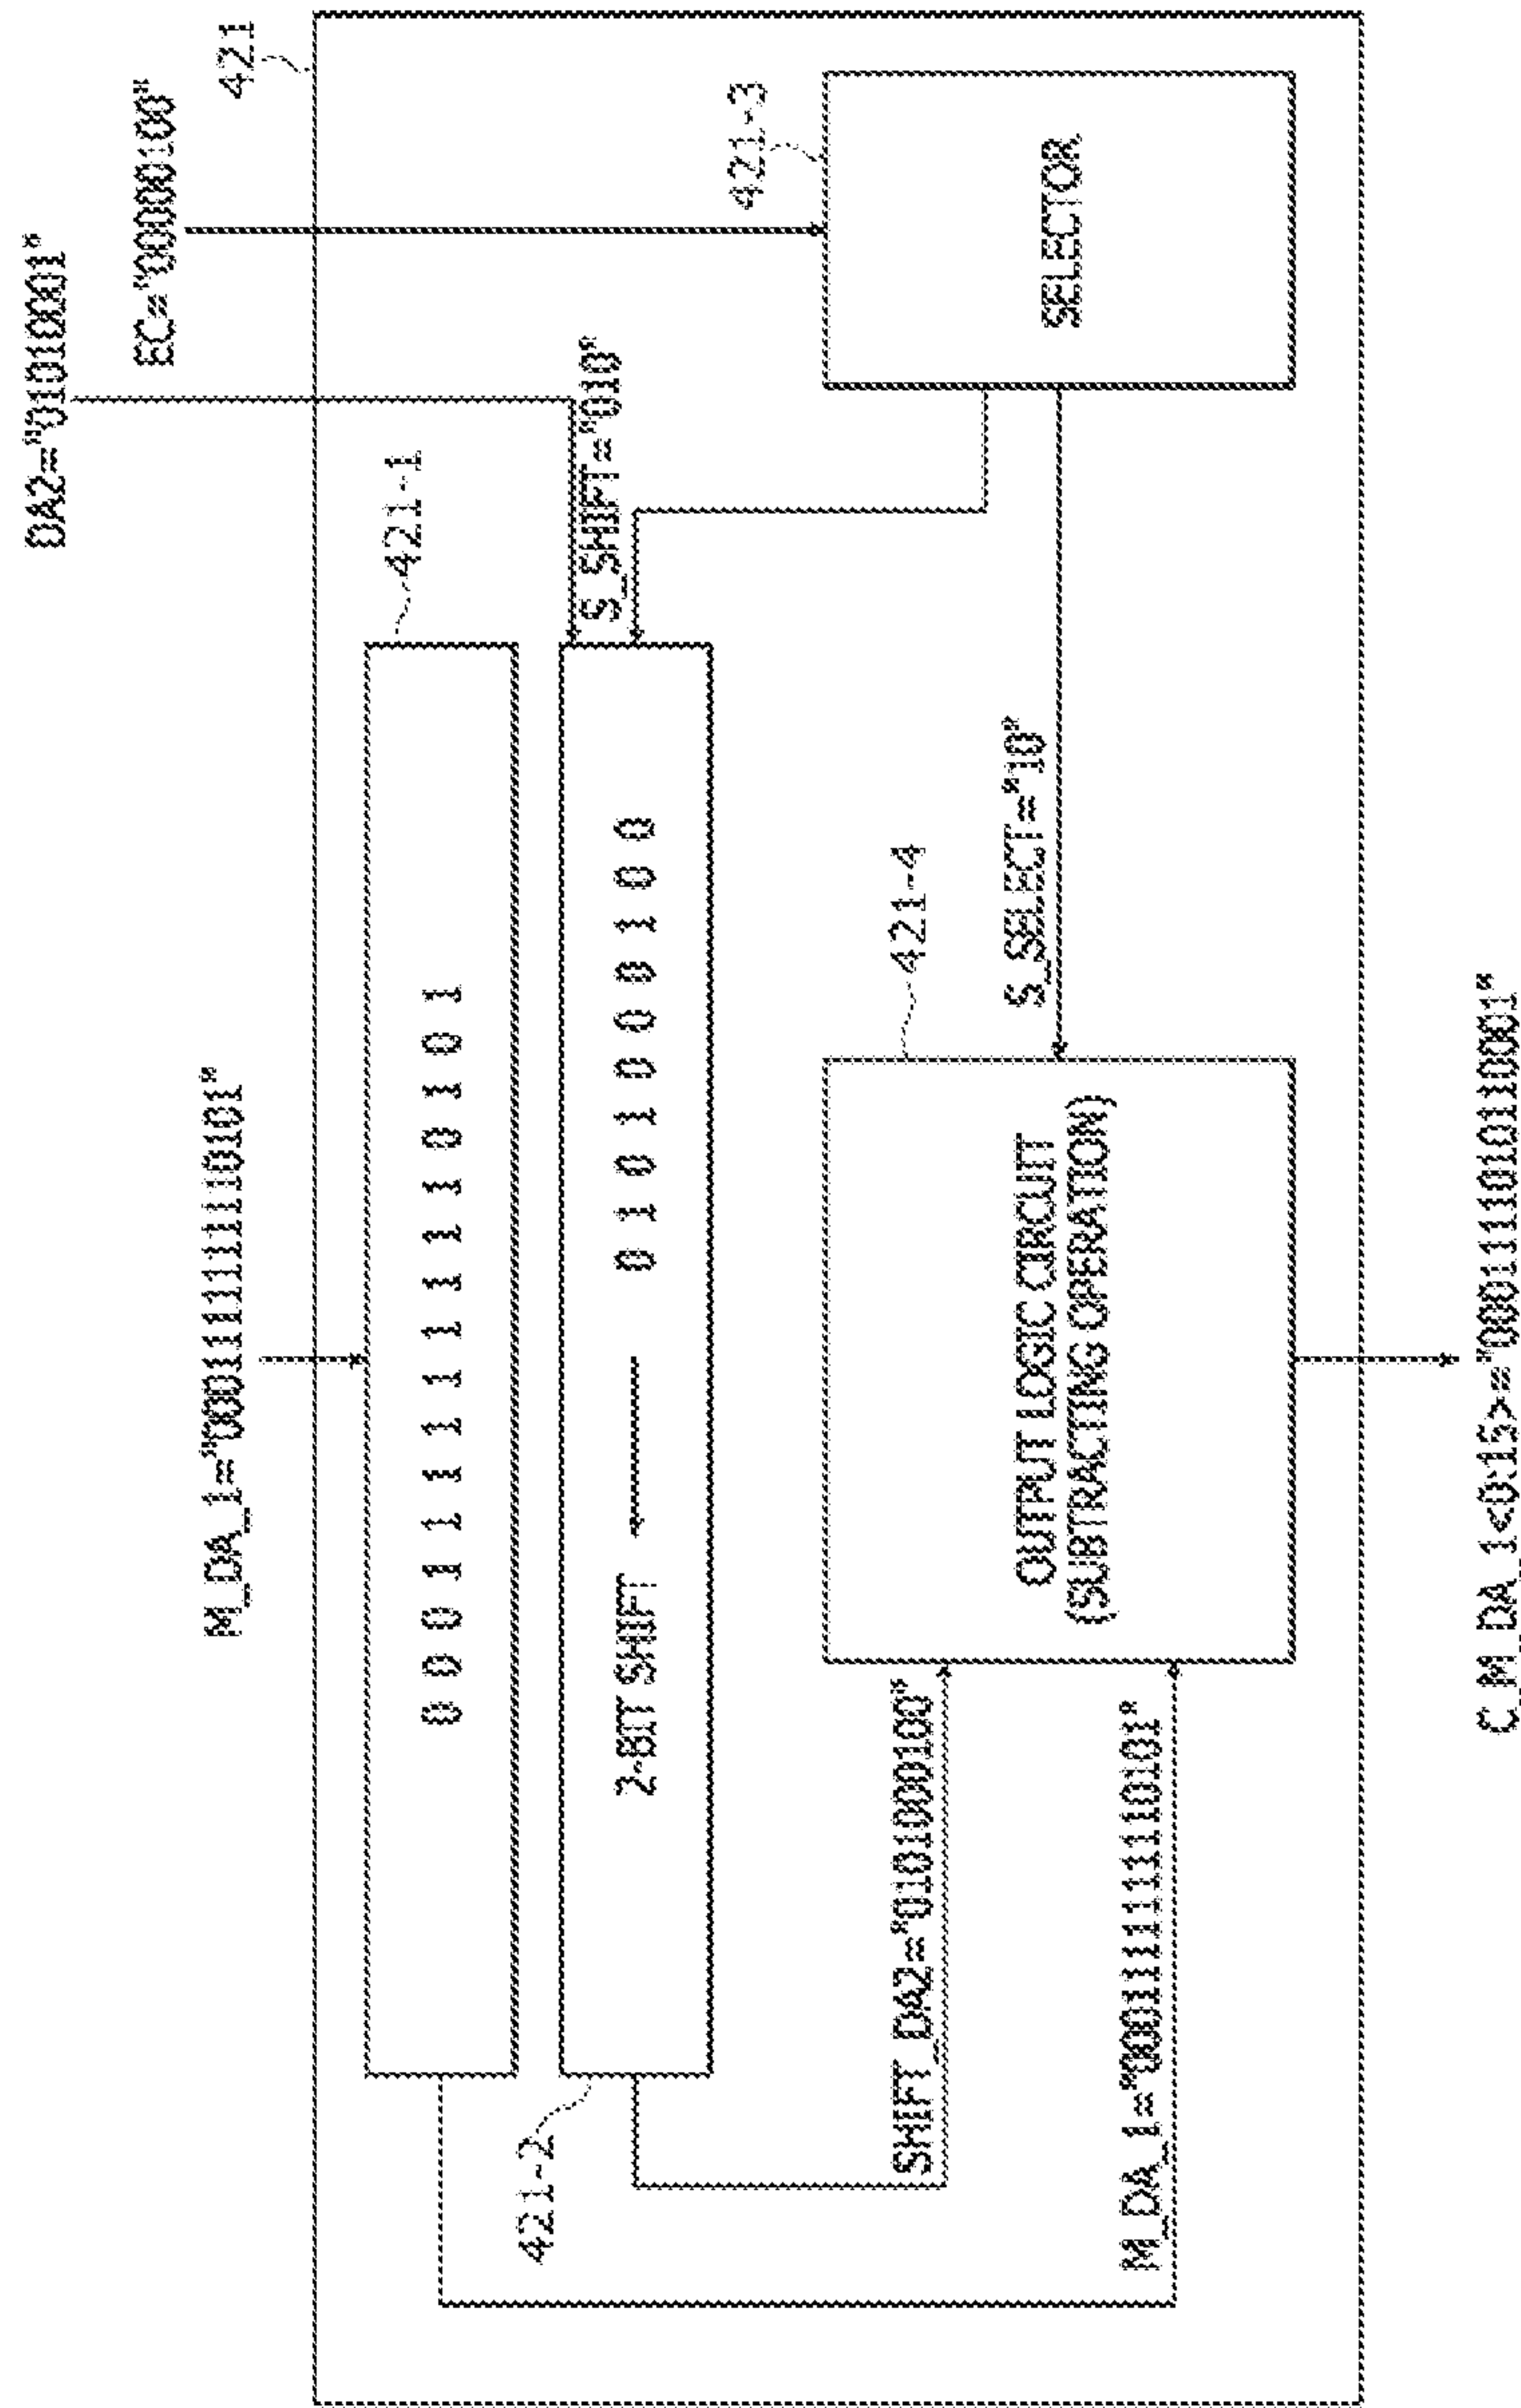 DA2="01010001"
EC="00000100"
M_DA_1="0001111111110101"
421
421-1
0 0 0 1 1 1 1 1 1 1 1 1 0 1 0 1
S_SHIFT="010"
421-2
2-BIT SHIFT
0 1 0 1 0 0 0 1 0 0
421-3
SELECTOR
SHIFT_DA2="0101000100"
421-4
S_SELECT="10"
OUTPUT LOGIC CIRCUIT
(SUBTRACTING OPERATION)
M_DA_1="0001111111110101"
C_M_DA_1<0:15>="0001111010110001"